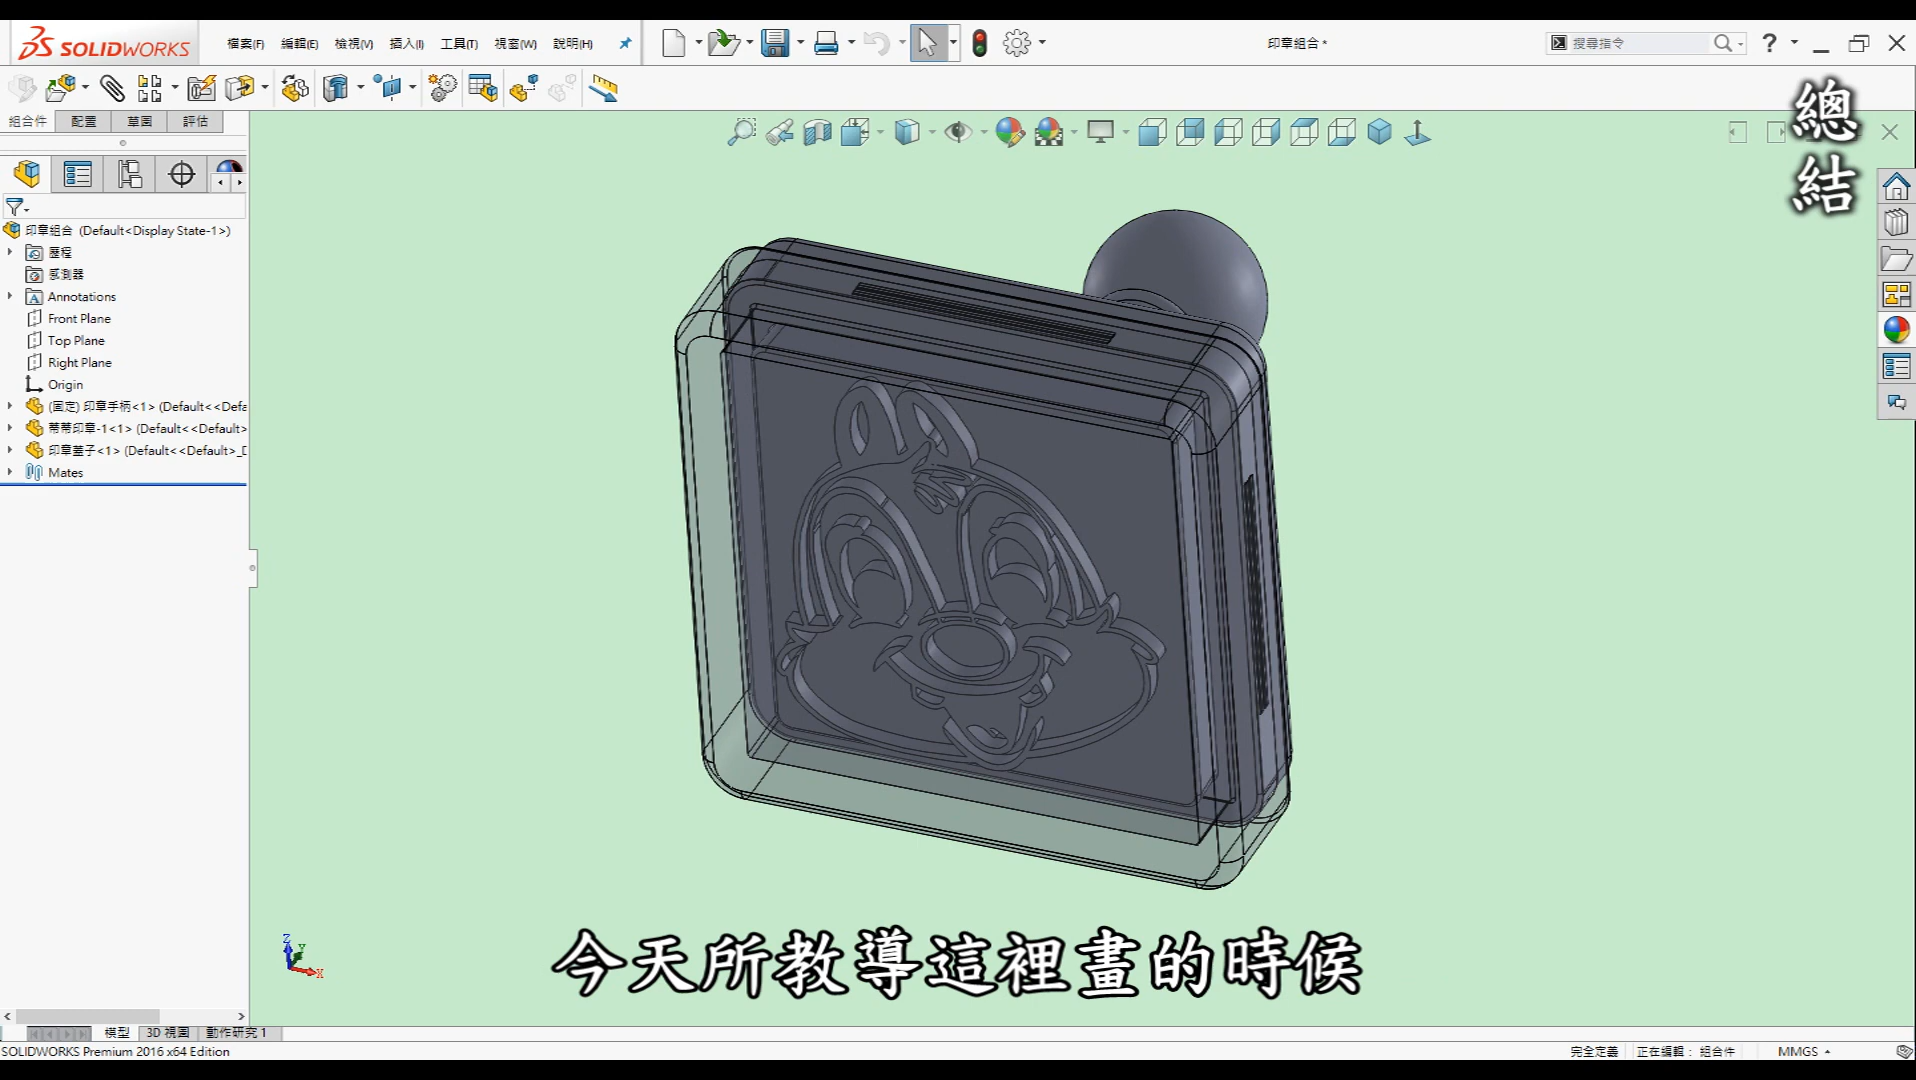 SOLIDWORKS
檔案(F) 編輯(E) 檢視(V) 插入(I) 工具(T) 視窗(W) 說明(H)
印章組合 *
搜尋指令
組合件 配置 草圖 評估
總結
印章組合 (Default<Display State-1>)
歷程
感測器
Annotations
Front Plane
Top Plane
Right Plane
Origin
(固定) 印章手柄<1> (Default<<Defa
蒂蒂印章-1<1> (Default<<Default>
印章蓋子<1> (Default<<Default>_D
Mates
Z
Y
X
今天所教導這裡畫的時候
模型 3D 視圖 動作研究 1
SOLIDWORKS Premium 2016 x64 Edition
完全定義 正在編輯： 組合件 MMGS